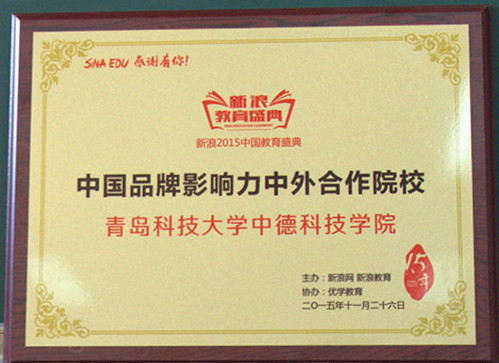 SiNA EDU 感谢有你!
新浪
教育盛典
新浪2015中国教育盛典
中国品牌影响力中外合作院校
青岛科技大学中德科技学院
主办:新浪网 新浪教育
协办:优学教育
二〇一五年十一月二十六日
15年